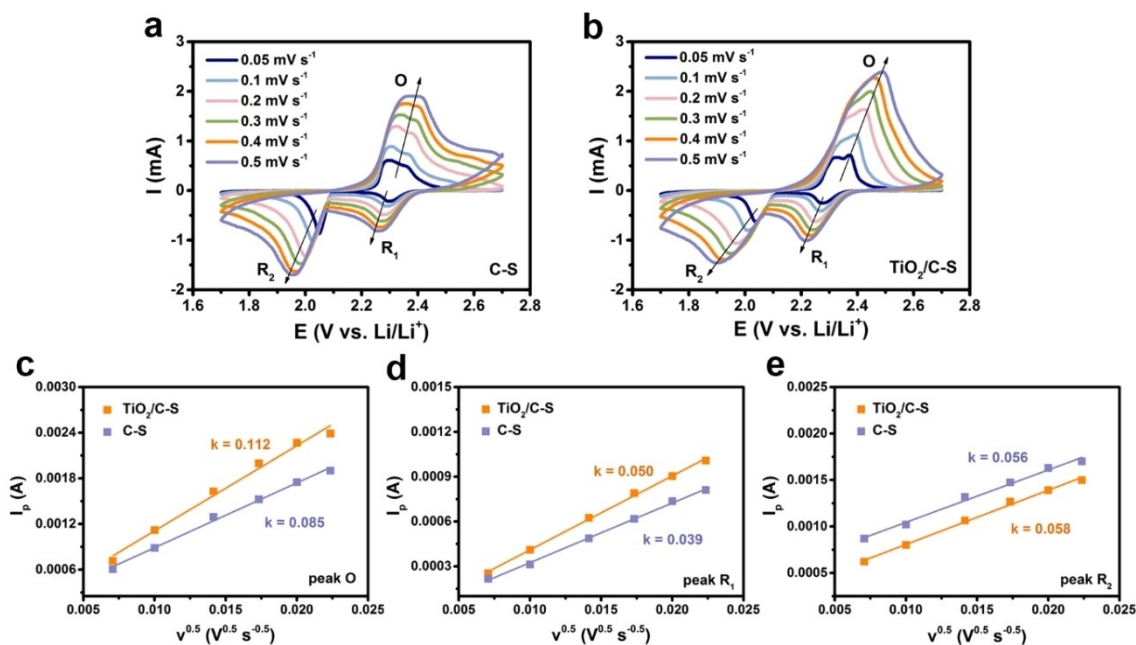 a
3
2
1
0
-1
-2
I (mA)
0.05 mV s⁻¹
0.1 mV s⁻¹
0.2 mV s⁻¹
0.3 mV s⁻¹
0.4 mV s⁻¹
0.5 mV s⁻¹
O
R₁
R₂
C-S
1.6 1.8 2.0 2.2 2.4 2.6 2.8
E (V vs. Li/Li⁺)
b
3
2
1
0
-1
-2
I (mA)
0.05 mV s⁻¹
0.1 mV s⁻¹
0.2 mV s⁻¹
0.3 mV s⁻¹
0.4 mV s⁻¹
0.5 mV s⁻¹
O
R₁
R₂
TiO₂/C-S
1.6 1.8 2.0 2.2 2.4 2.6 2.8
E (V vs. Li/Li⁺)
c
0.0030
0.0024
0.0018
0.0012
0.0006
Iₚ (A)
TiO₂/C-S
C-S
k = 0.112
k = 0.085
peak O
0.005 0.010 0.015 0.020 0.025
v⁰·⁵ (V⁰·⁵ s⁻⁰·⁵)
d
0.0015
0.0012
0.0009
0.0006
0.0003
Iₚ (A)
TiO₂/C-S
C-S
k = 0.050
k = 0.039
peak R₁
0.005 0.010 0.015 0.020 0.025
v⁰·⁵ (V⁰·⁵ s⁻⁰·⁵)
e
0.0025
0.0020
0.0015
0.0010
0.0005
Iₚ (A)
TiO₂/C-S
C-S
k = 0.056
k = 0.058
peak R₂
0.005 0.010 0.015 0.020 0.025
v⁰·⁵ (V⁰·⁵ s⁻⁰·⁵)